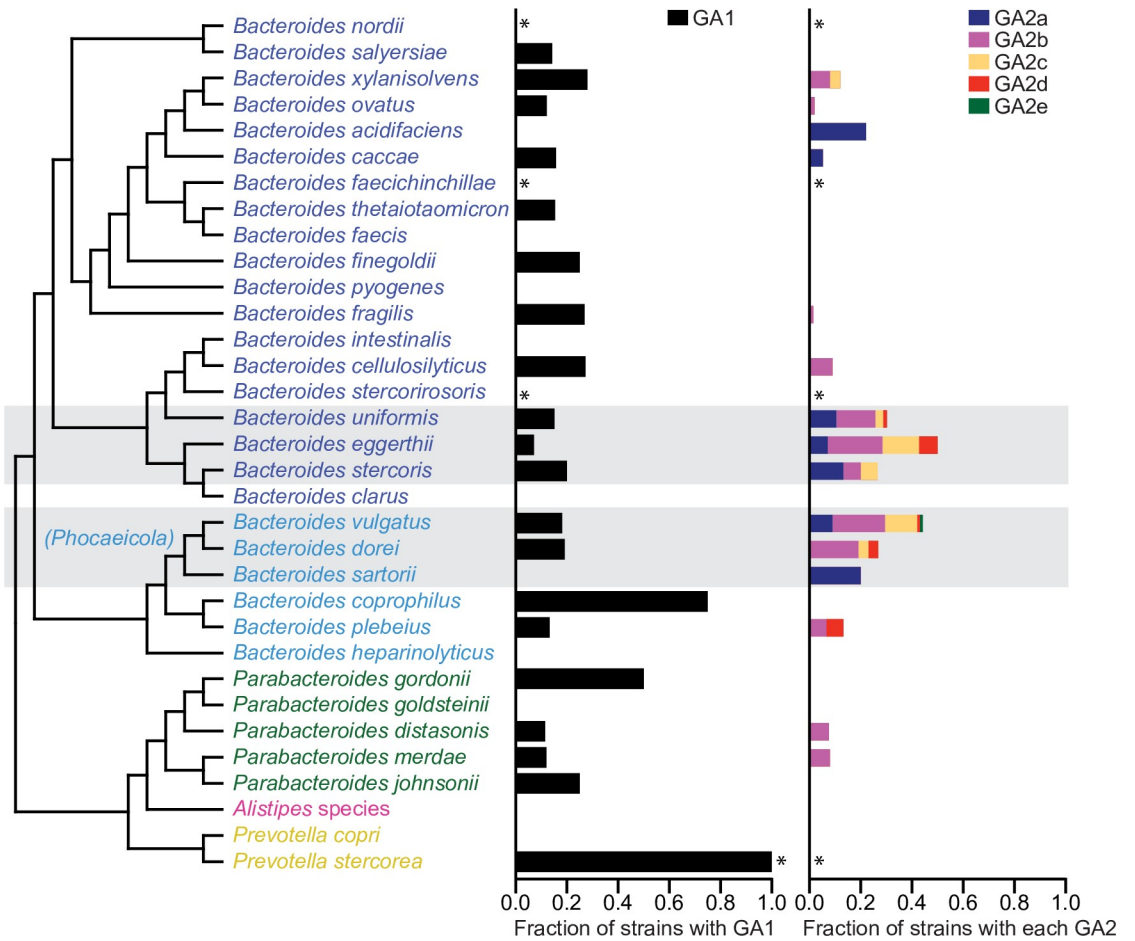 GA1
GA2a
GA2b
GA2c
GA2d
GA2e
Bacteroides nordii * *
Bacteroides salyersiae
Bacteroides xylanisolvens
Bacteroides ovatus
Bacteroides acidifaciens
Bacteroides caccae
Bacteroides faecichinchillae * *
Bacteroides thetaiotaomicron
Bacteroides faecis
Bacteroides finegoldii
Bacteroides pyogenes
Bacteroides fragilis
Bacteroides intestinalis
Bacteroides cellulosilyticus
Bacteroides stercorirosoris * *
Bacteroides uniformis
Bacteroides eggerthii
Bacteroides stercoris
Bacteroides clarus
Bacteroides vulgatus
(Phocaeicola)
Bacteroides dorei
Bacteroides sartorii
Bacteroides coprophilus
Bacteroides plebeius
Bacteroides heparinolyticus
Parabacteroides gordonii
Parabacteroides goldsteinii
Parabacteroides distasonis
Parabacteroides merdae
Parabacteroides johnsonii
Alistipes species
Prevotella copri
Prevotella stercorea * *
0.0 0.2 0.4 0.6 0.8 1.0
Fraction of strains with GA1
0.0 0.2 0.4 0.6 0.8 1.0
Fraction of strains with each GA2